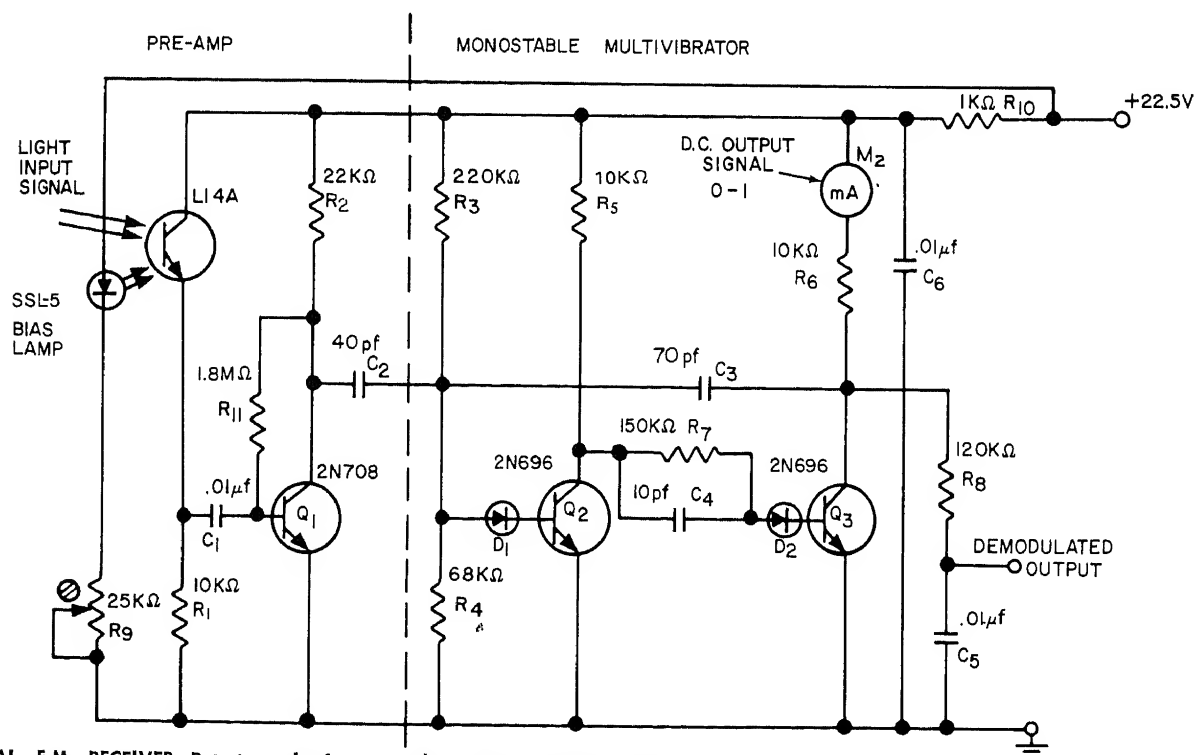 PRE-AMP
MONOSTABLE MULTIVIBRATOR
1KΩ R10
+22.5V
LIGHT
INPUT
SIGNAL
L14A
22KΩ
R2
220KΩ
R3
10KΩ
R5
D.C. OUTPUT
SIGNAL
0-1
M2
mA
10KΩ
R6
.01μf
C6
SSL-5
BIAS
LAMP
40pf
C2
70pf
C3
1.8MΩ
R11
150KΩ R7
2N708
2N696
2N696
120KΩ
R8
.01μf
C1
Q1
D1
Q2
10pf C4
D2
Q3
DEMODULATED
OUTPUT
25KΩ
R9
10KΩ
R1
68KΩ
R4
.01μf
C5
F.M. RECEIVER